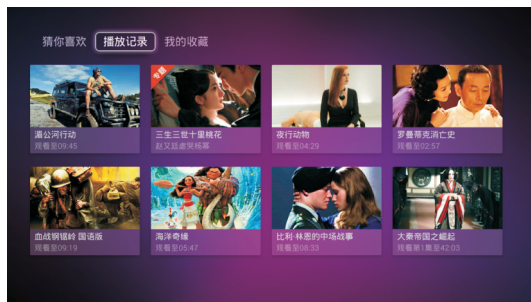 猜你喜欢 播放记录 我的收藏
专题
湄公河行动
观看至09:45
三生三世十里桃花
赵又廷虐哭杨幂
夜行动物
观看至04:29
罗曼蒂克消亡史
观看至02:57
血战钢锯岭 国语版
观看至09:19
海洋奇缘
观看至05:47
比利·林恩的中场战事
观看至08:33
大秦帝国之崛起
观看第1集至42:03